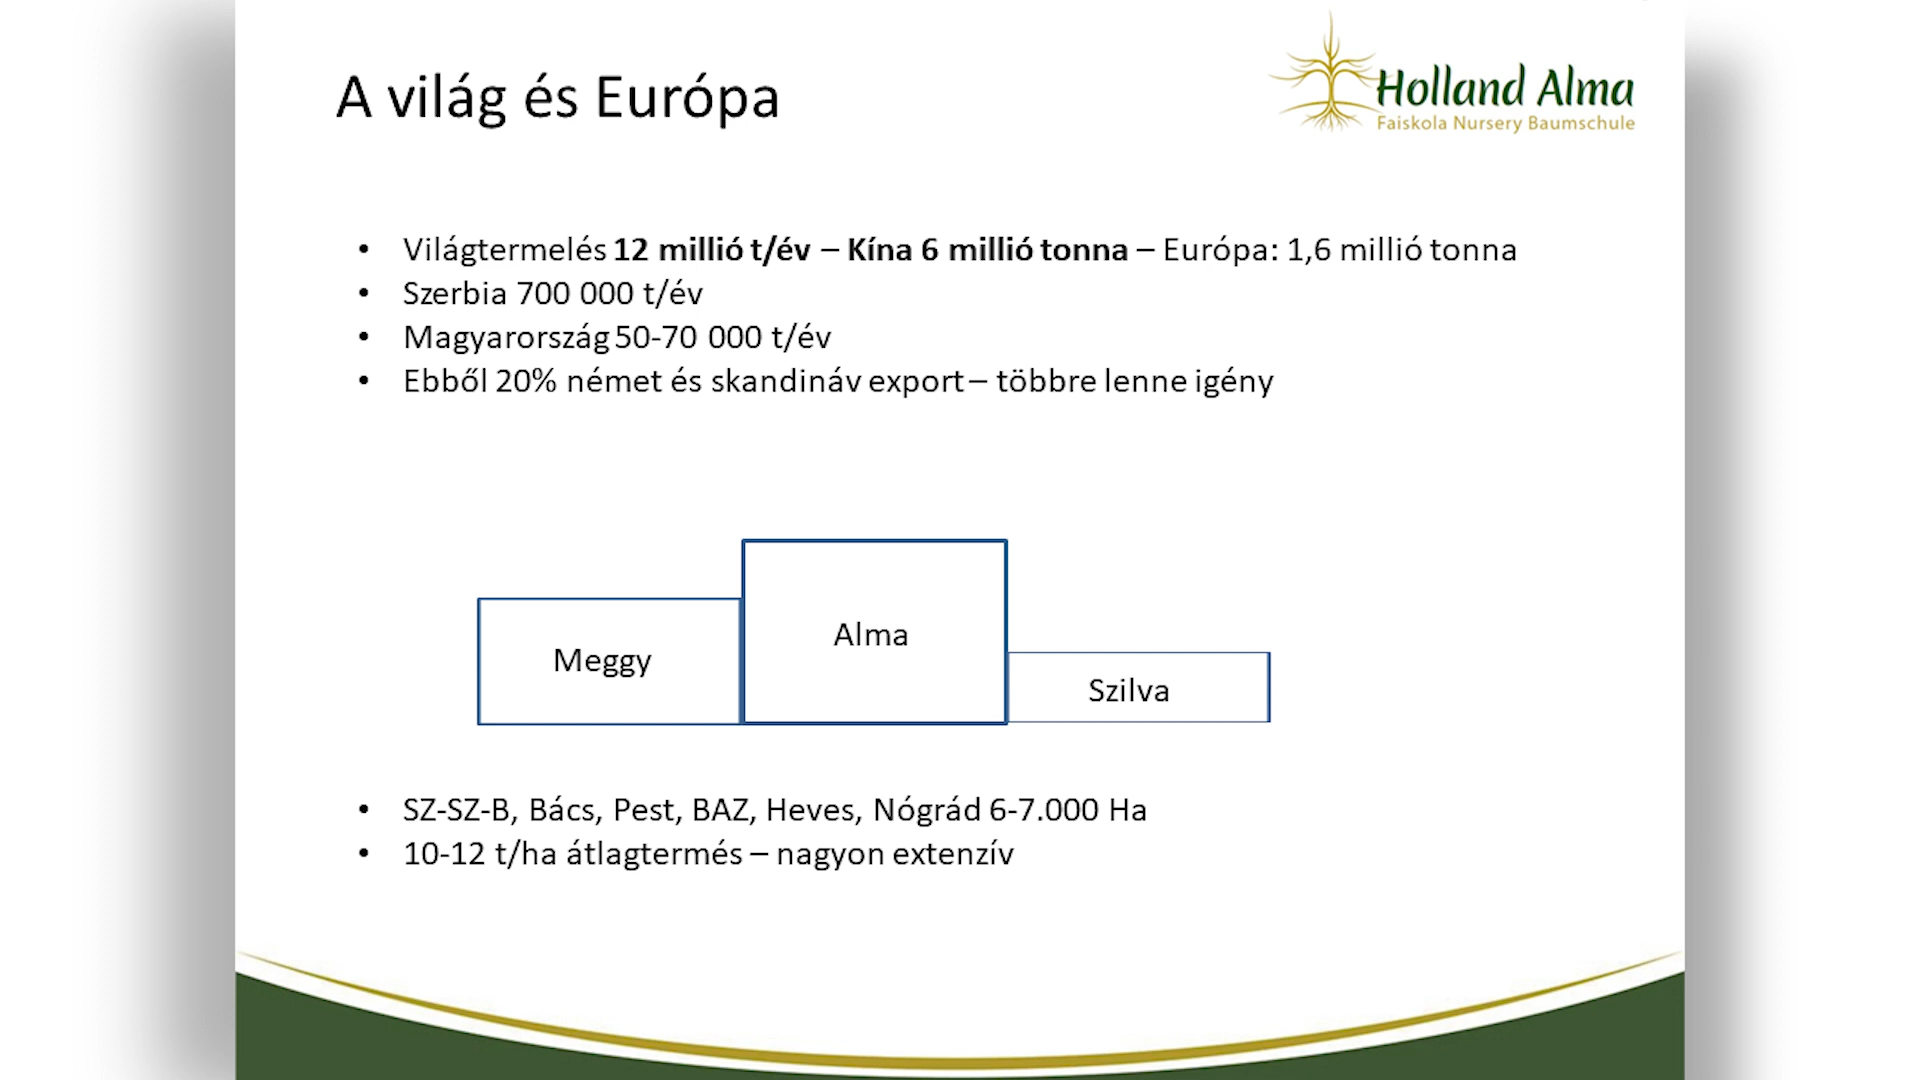 A világ és Európa
Holland Alma
Faiskola Nursery Baumschule
• Világtermelés 12 millió t/év – Kína 6 millió tonna – Európa: 1,6 millió tonna
• Szerbia 700 000 t/év
• Magyarország 50-70 000 t/év
• Ebből 20% német és skandináv export – többre lenne igény
Alma
Meggy
Szilva
• SZ-SZ-B, Bács, Pest, BAZ, Heves, Nógrád 6-7.000 Ha
• 10-12 t/ha átlagtermés – nagyon extenzív